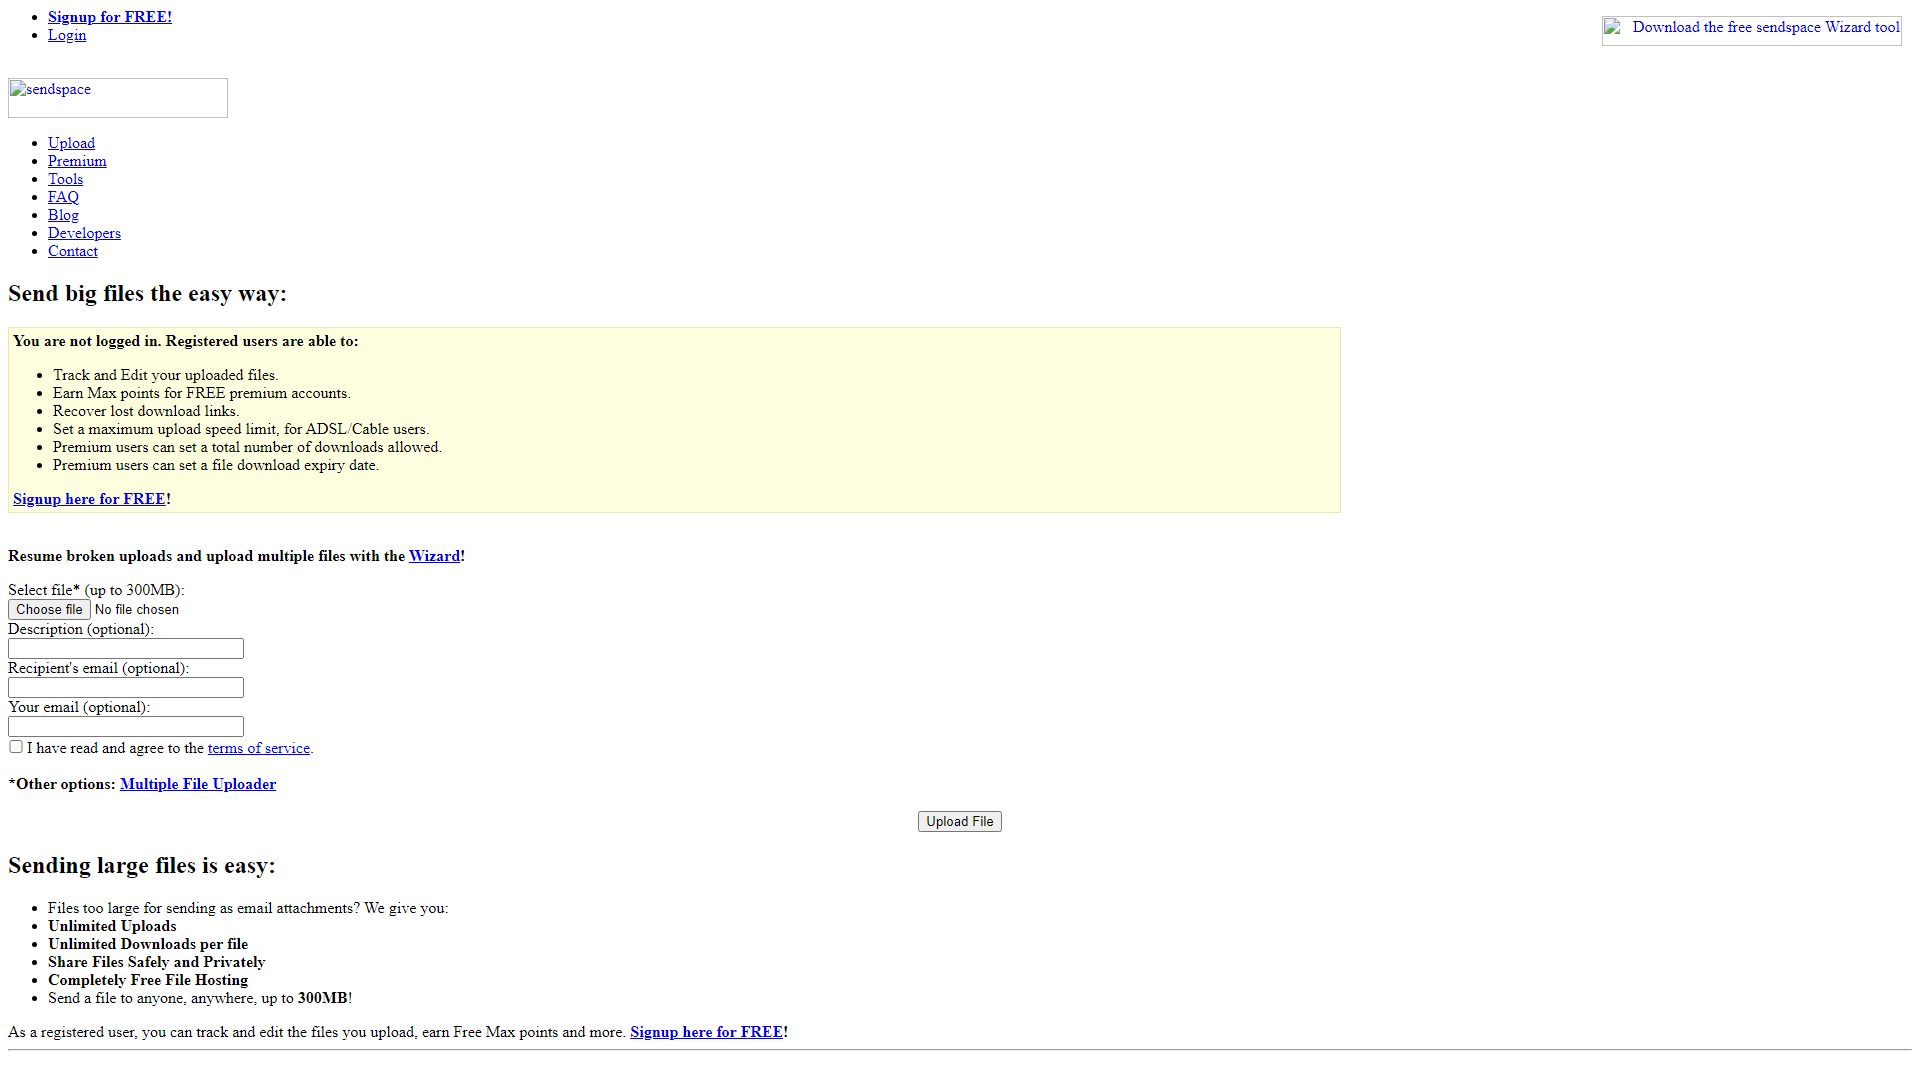 Signup for FREE!
Login
Download the free sendspace Wizard tool
sendspace
Upload
Premium
Tools
FAQ
Blog
Developers
Contact
Send big files the easy way:
You are not logged in. Registered users are able to:
Track and Edit your uploaded files.
Earn Max points for FREE premium accounts.
Recover lost download links.
Set a maximum upload speed limit, for ADSL/Cable users.
Premium users can set a total number of downloads allowed.
Premium users can set a file download expiry date.
Signup here for FREE!
Resume broken uploads and upload multiple files with the Wizard!
Select file* (up to 300MB):
Choose file No file chosen
Description (optional):
Recipient's email (optional):
Your email (optional):
I have read and agree to the terms of service.
*Other options: Multiple File Uploader
Upload File
Sending large files is easy:
Files too large for sending as email attachments? We give you:
Unlimited Uploads
Unlimited Downloads per file
Share Files Safely and Privately
Completely Free File Hosting
Send a file to anyone, anywhere, up to 300MB!
As a registered user, you can track and edit the files you upload, earn Free Max points and more. Signup here for FREE!